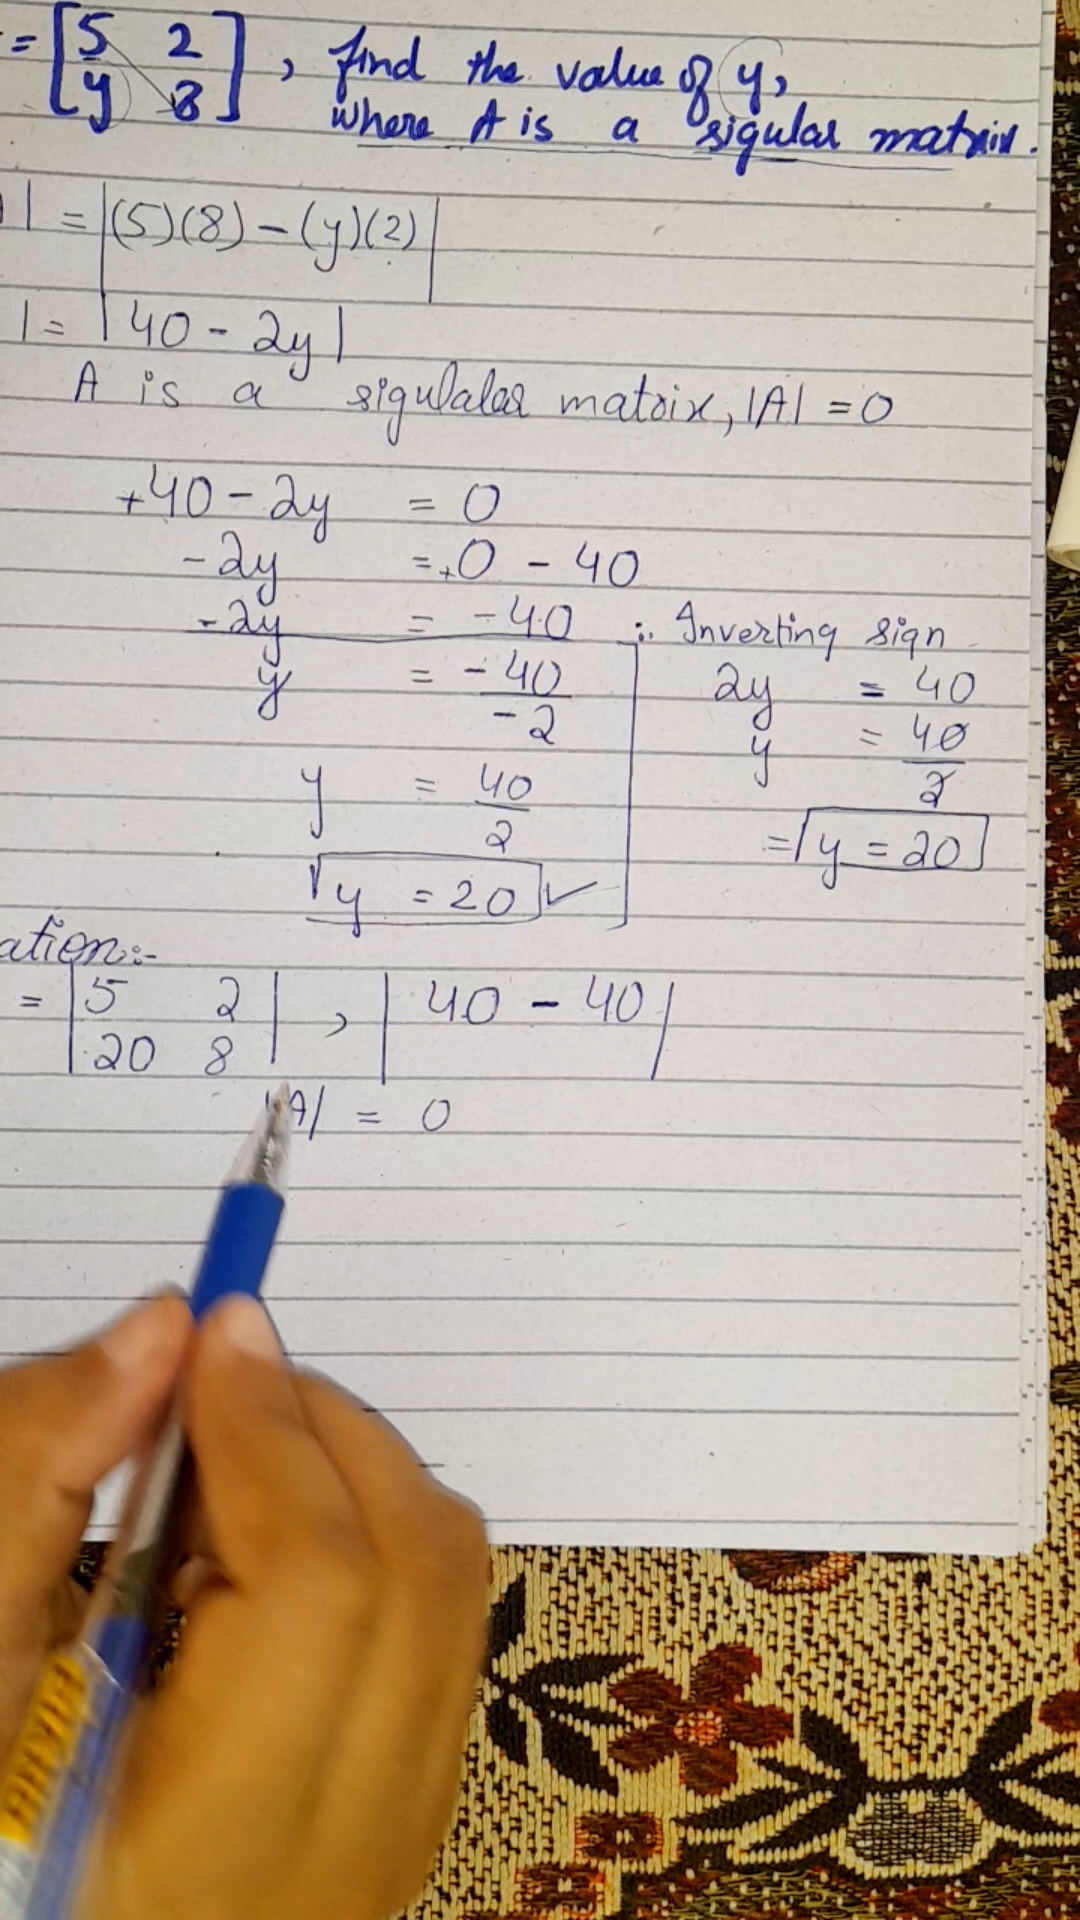 = [5 2
y 8] , find the value of y,
where A is a sigular matrix.
| = |(5)(8) - (y)(2)|
| = |40 - 2y|
A is a sigulalar matrix, |A| = 0
+40 - 2y = 0
-2y = +0 - 40
-2y = -40 ∴ Inverting sign
y = -40/-2 2y = 40
y = 40/2
y = 40/2 = y = 20
y = 20 ✓
ation:-
= |5 2
20 8| , |40 - 40|
|A| = 0